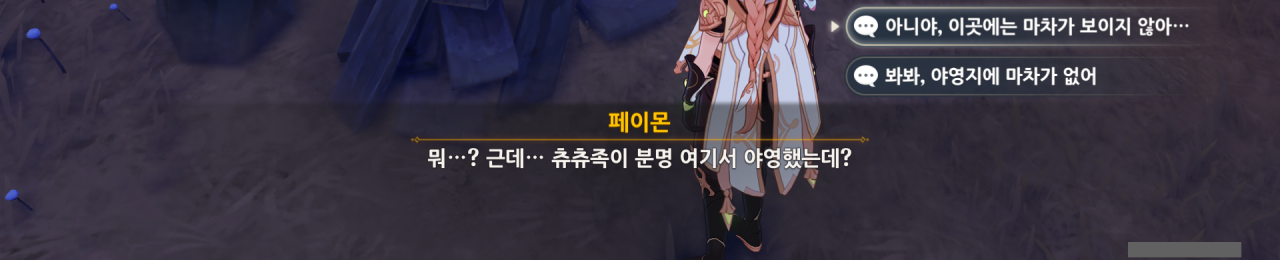 아니야, 이곳에는 마차가 보이지 않아…
봐봐, 야영지에 마차가 없어
페이몬
뭐…? 근데… 츄츄족이 분명 여기서 야영했는데?